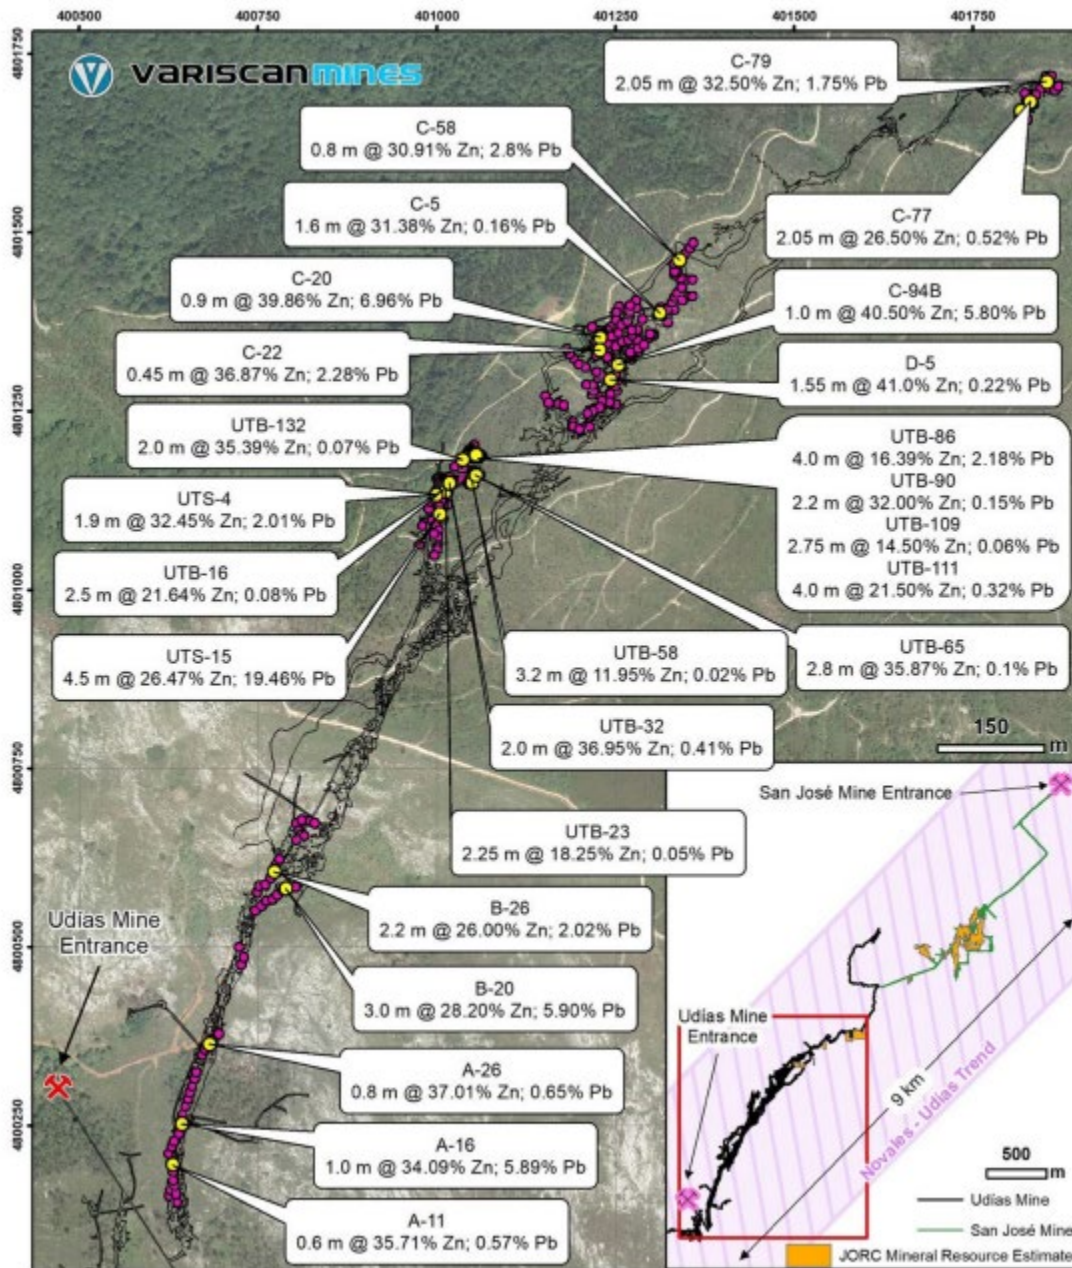 400500 400750 401000 401250 401500 401750
4801750
VARISCAN MINES
C-79
2.05 m @ 32.50% Zn; 1.75% Pb
C-58
0.8 m @ 30.91% Zn; 2.8% Pb
4801500
C-5
1.6 m @ 31.38% Zn; 0.16% Pb
C-77
2.05 m @ 26.50% Zn; 0.52% Pb
C-20
0.9 m @ 39.86% Zn; 6.96% Pb
C-94B
1.0 m @ 40.50% Zn; 5.80% Pb
C-22
0.45 m @ 36.87% Zn; 2.28% Pb
D-5
1.55 m @ 41.0% Zn; 0.22% Pb
4801250
UTB-132
2.0 m @ 35.39% Zn; 0.07% Pb
UTB-86
4.0 m @ 16.39% Zn; 2.18% Pb
UTB-90
2.2 m @ 32.00% Zn; 0.15% Pb
UTB-109
2.75 m @ 14.50% Zn; 0.06% Pb
UTB-111
4.0 m @ 21.50% Zn; 0.32% Pb
UTS-4
1.9 m @ 32.45% Zn; 2.01% Pb
UTB-16
2.5 m @ 21.64% Zn; 0.08% Pb
4801000
UTS-15
4.5 m @ 26.47% Zn; 19.46% Pb
UTB-58
3.2 m @ 11.95% Zn; 0.02% Pb
UTB-65
2.8 m @ 35.87% Zn; 0.1% Pb
UTB-32
2.0 m @ 36.95% Zn; 0.41% Pb
150
m
4800750
UTB-23
2.25 m @ 18.25% Zn; 0.05% Pb
B-26
2.2 m @ 26.00% Zn; 2.02% Pb
4800500
B-20
3.0 m @ 28.20% Zn; 5.90% Pb
Udías Mine
Entrance
A-26
0.8 m @ 37.01% Zn; 0.65% Pb
4800250
A-16
1.0 m @ 34.09% Zn; 5.89% Pb
A-11
0.6 m @ 35.71% Zn; 0.57% Pb
San José Mine Entrance
Udías Mine
Entrance
9 km
Novales - Udías Trend
500
m
Udías Mine
San José Mine
JORC Mineral Resource Estimate